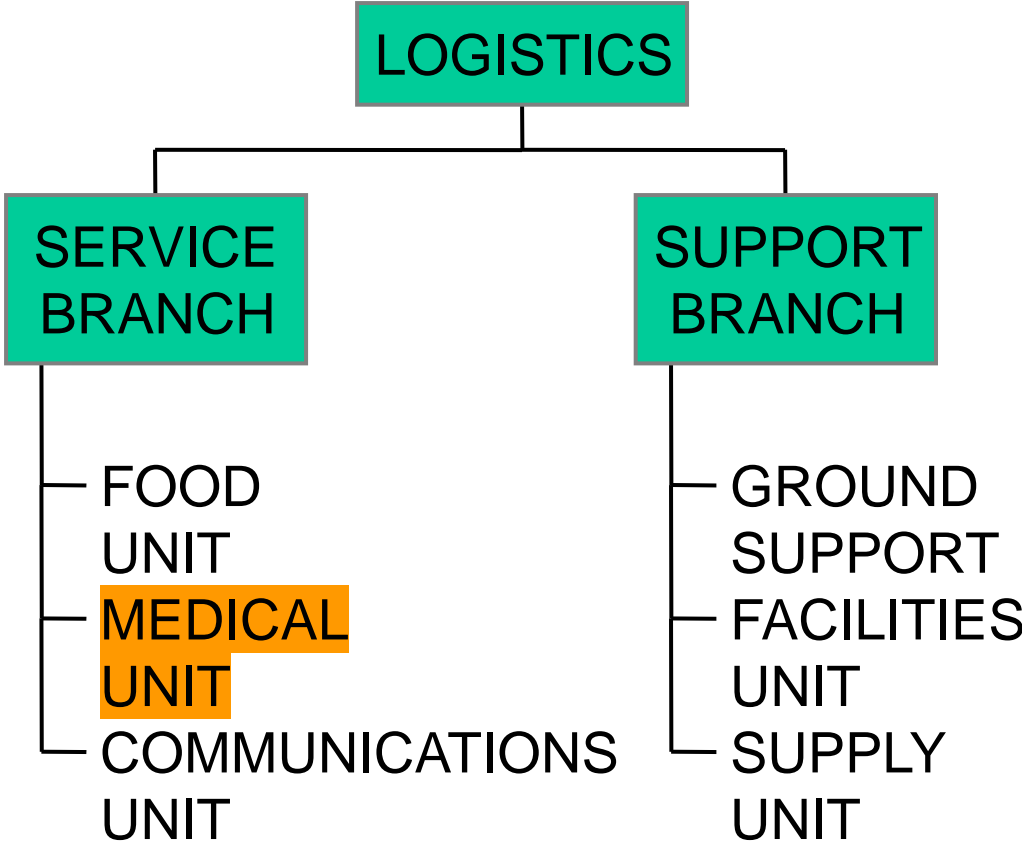 LOGISTICS
SERVICE
BRANCH
FOOD
UNIT
MEDICAL
UNIT
COMMUNICATIONS
UNIT
SUPPORT
BRANCH
GROUND
SUPPORT
FACILITIES
UNIT
SUPPLY
UNIT